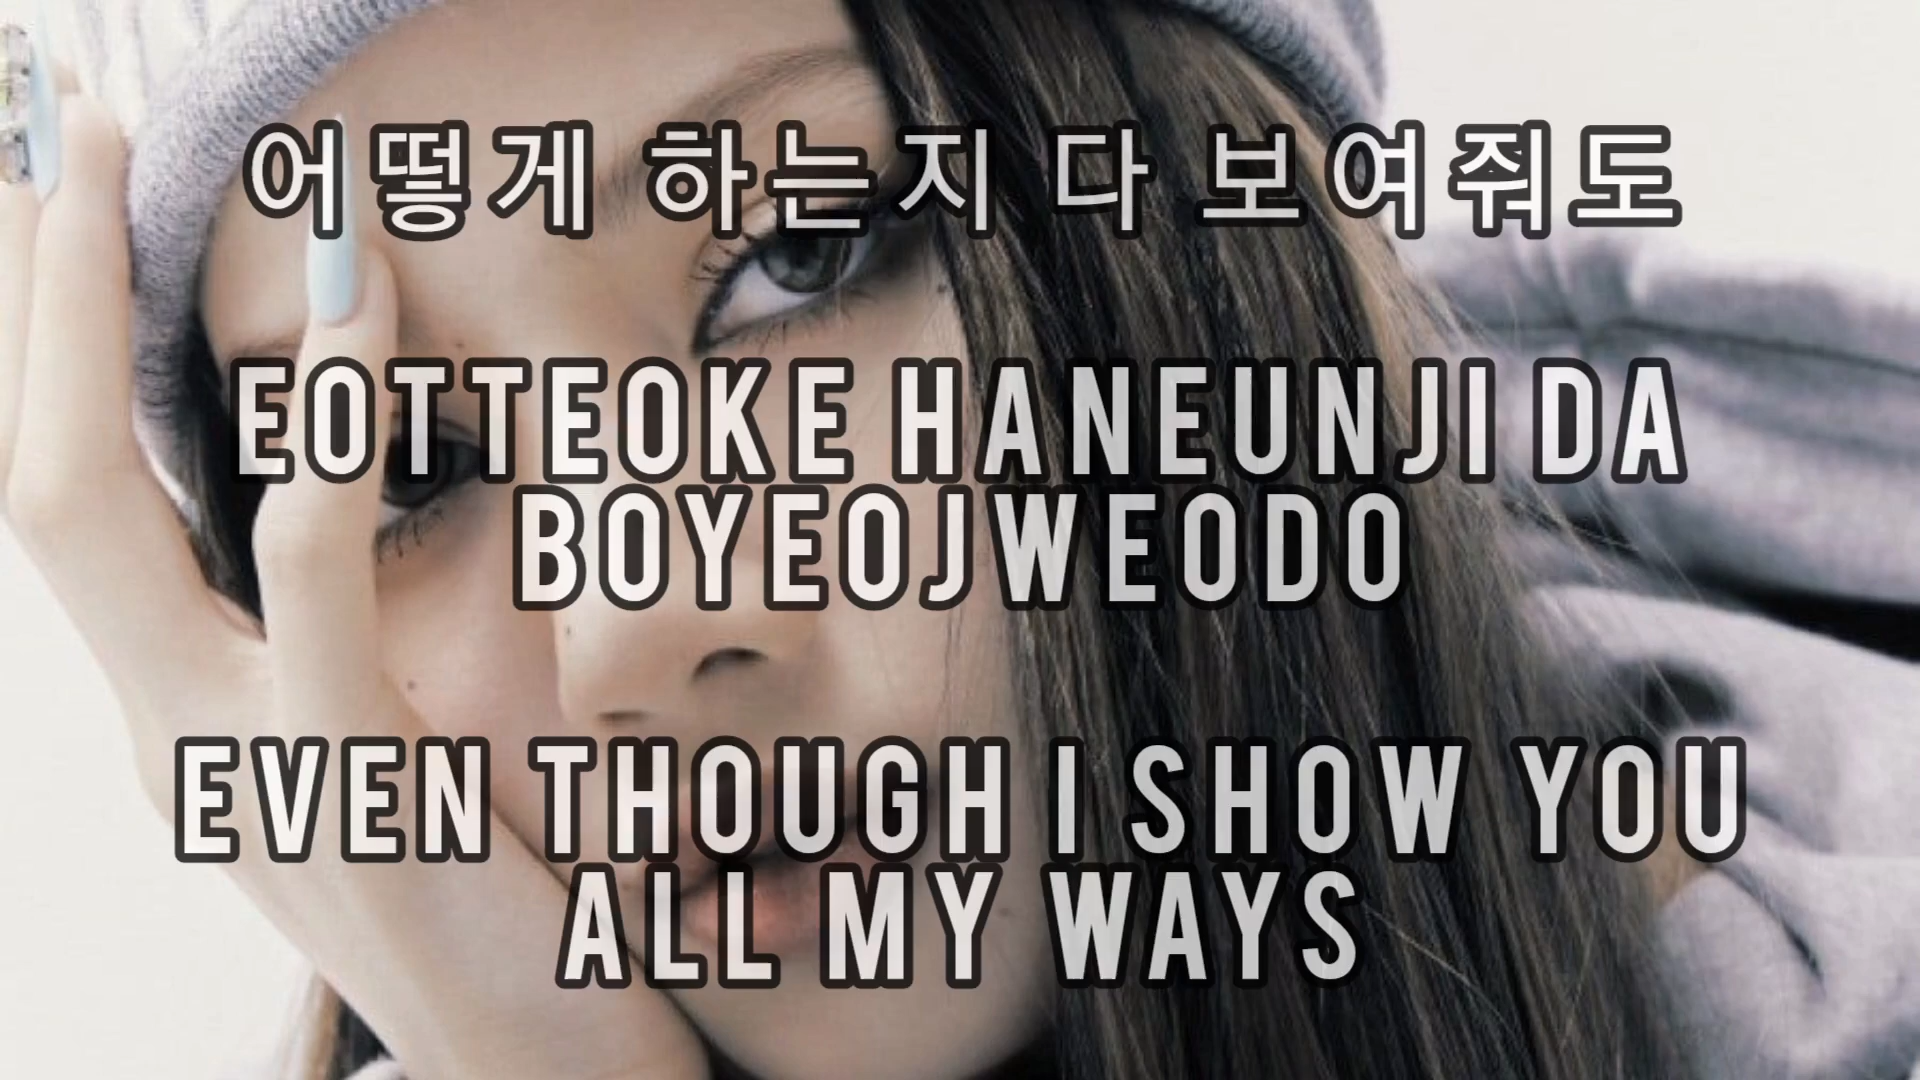 어떻게 하는지 다 보여줘도
EOTTEOKE HANEUNJI DA
BOYEOJWEODO
EVEN THOUGH I SHOW YOU
ALL MY WAYS